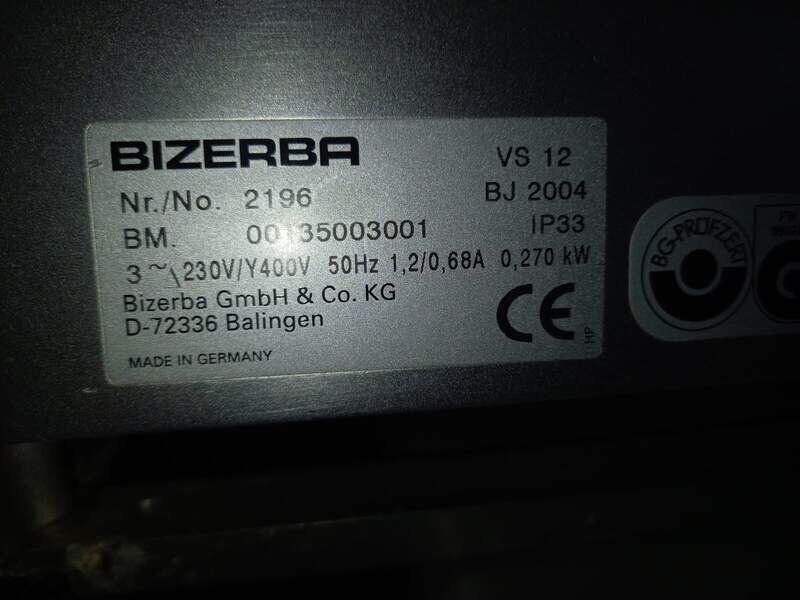 BIZERBA
VS 12
Nr./No. 2196
BJ 2004
BM. 00135003001
IP33
3 ~ \ 230V/Y400V 50Hz 1,2/0,68A 0,270 kW
Bizerba GmbH & Co. KG
D-72336 Balingen
CE
HP
MADE IN GERMANY
BG-PRÜFZERT